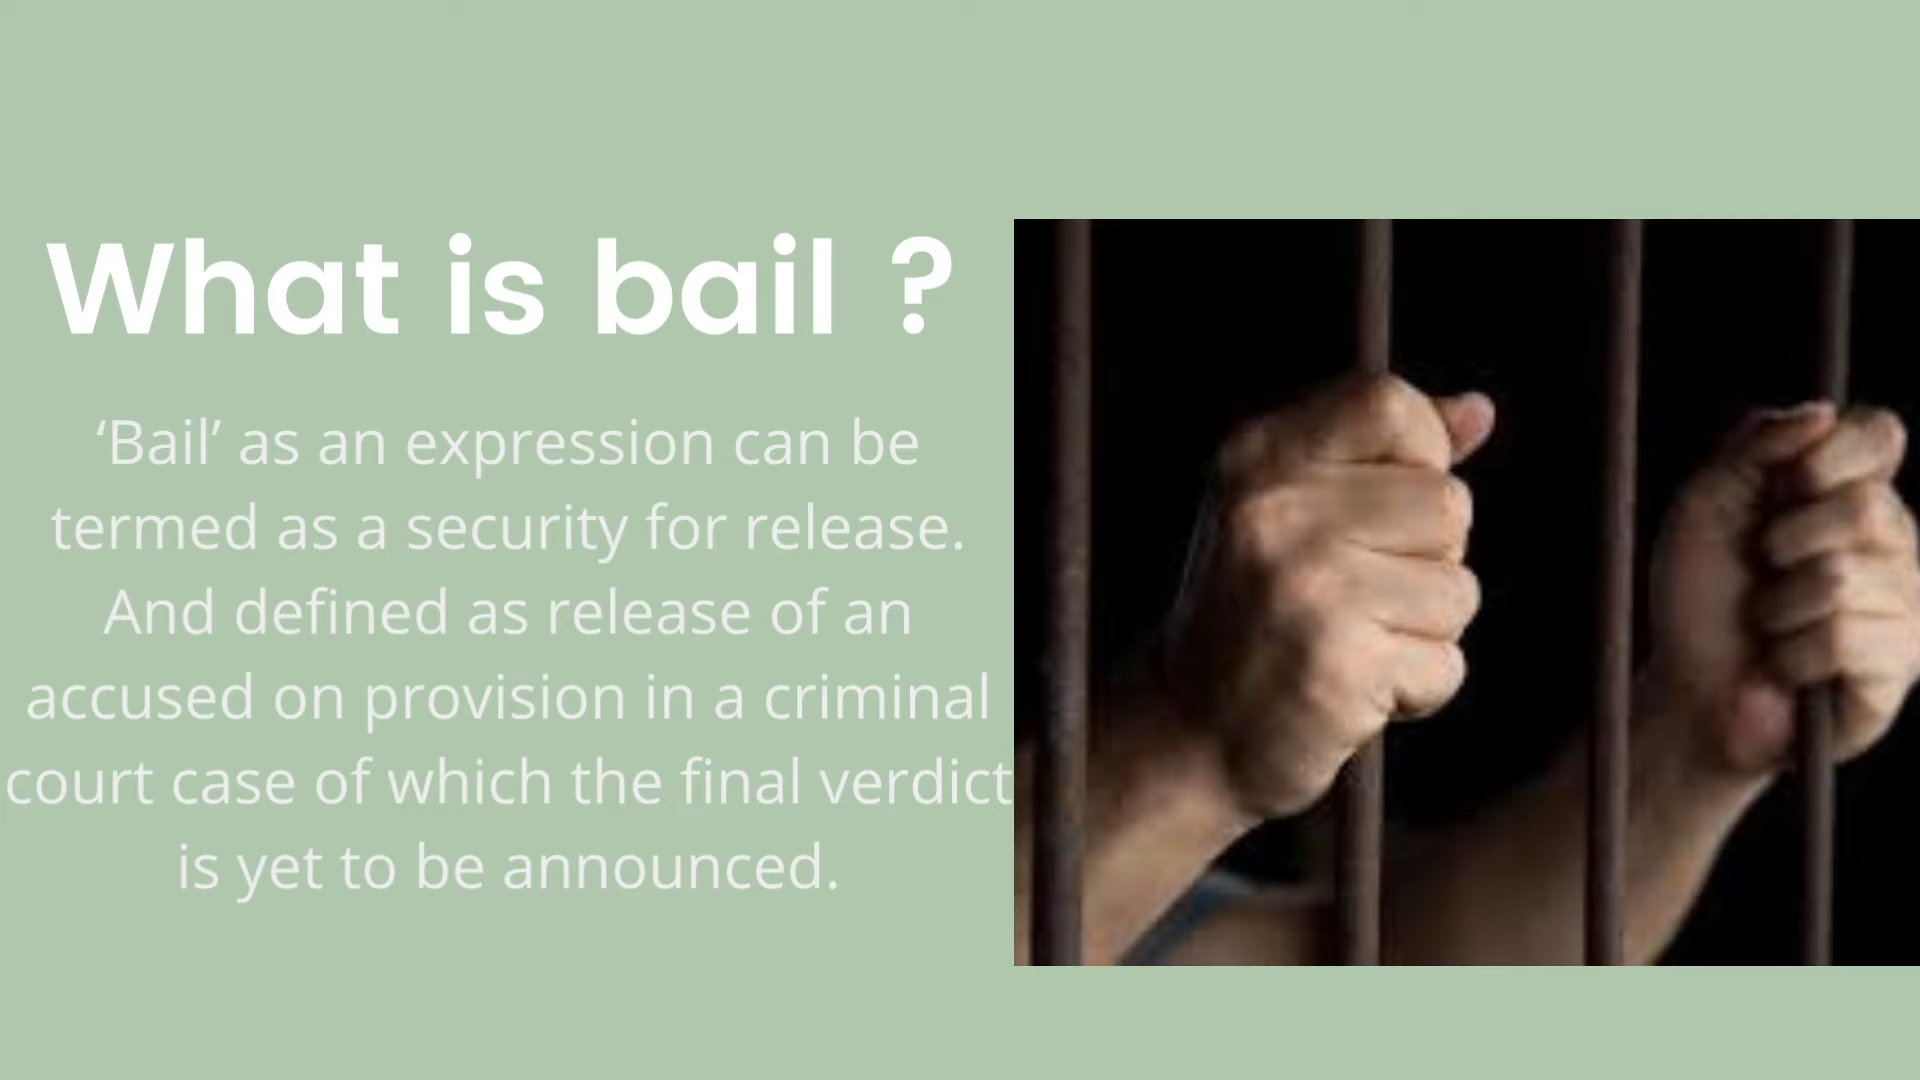 What is bail ?
‘Bail’ as an expression can be
termed as a security for release.
And defined as release of an
accused on provision in a criminal
court case of which the final verdict
is yet to be announced.